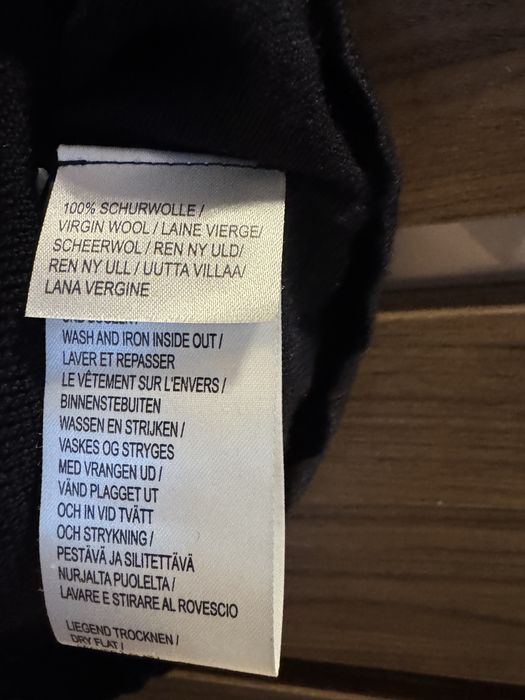 100% SCHURWOLLE /
VIRGIN WOOL / LAINE VIERGE/
SCHEERWOL / REN NY ULD/
REN NY ULL / UUTTA VILLAA/
LANA VERGINE
WASH AND IRON INSIDE OUT /
LAVER ET REPASSER
LE VÊTEMENT SUR L'ENVERS /
BINNENSTEBUITEN
WASSEN EN STRIJKEN /
VASKES OG STRYGES
MED VRANGEN UD /
VÄND PLAGGET UT
OCH IN VID TVÄTT
OCH STRYKNING /
PESTÄVÄ JA SILITETTÄVÄ
NURJALTA PUOLELTA /
LAVARE E STIRARE AL ROVESCIO
LIEGEND TROCKNEN /
DRY FLAT /